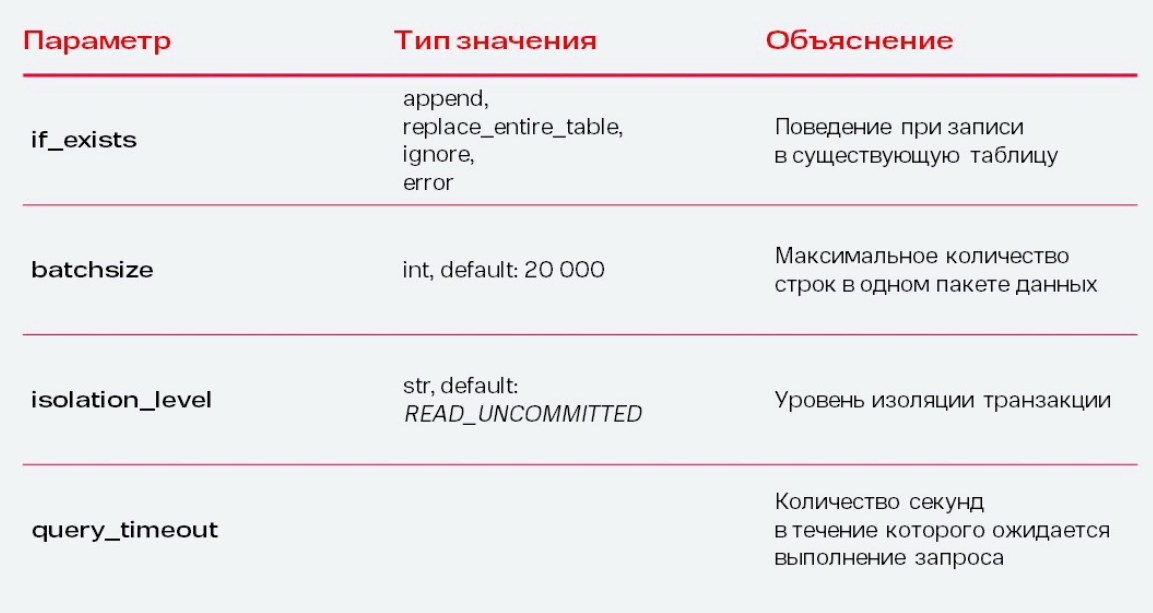 Параметр Тип значения Объяснение
if_exists
append,
replace_entire_table,
ignore,
error
Поведение при записи
в существующую таблицу
batchsize
int, default: 20 000
Максимальное количество
строк в одном пакете данных
isolation_level
str, default:
READ_UNCOMMITTED
Уровень изоляции транзакции
query_timeout
Количество секунд
в течение которого ожидается
выполнение запроса